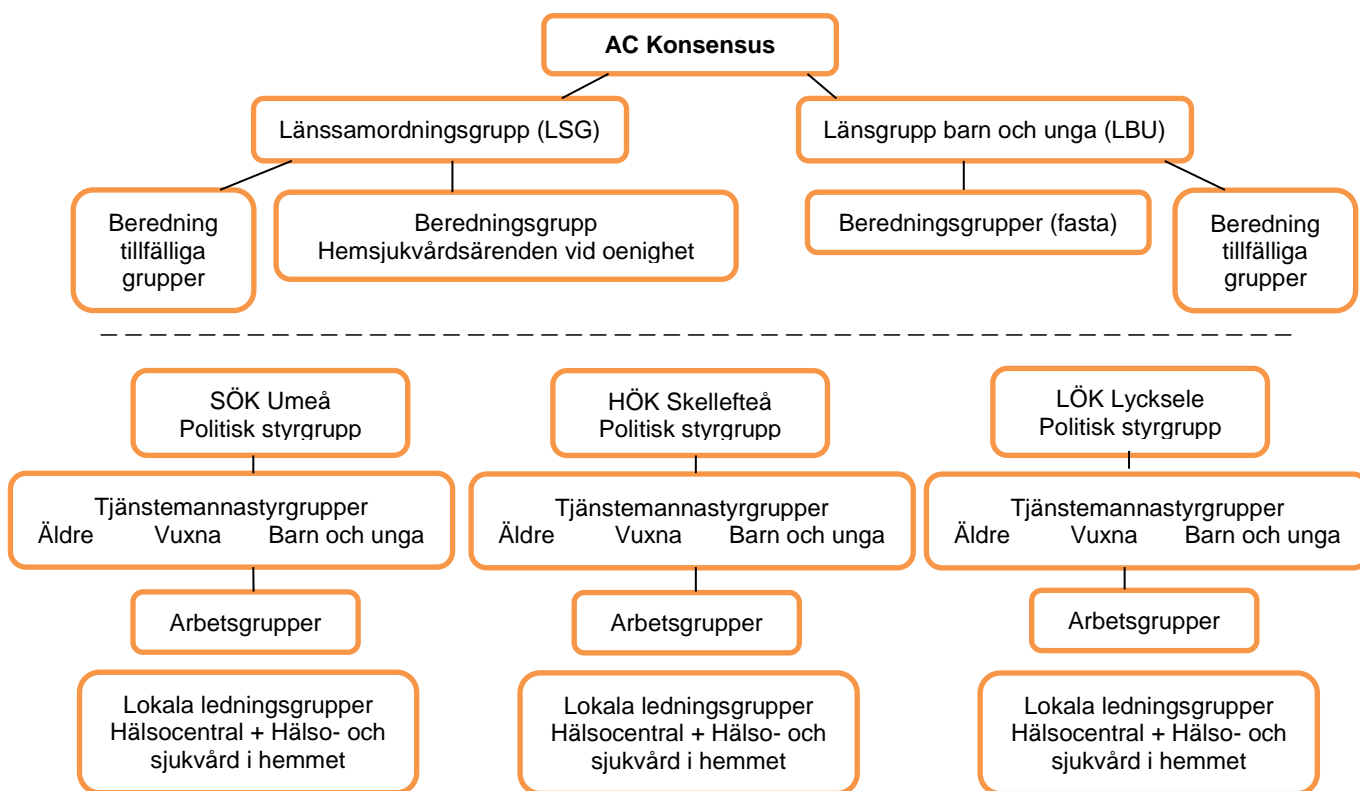 AC Konsensus
Länssamordningsgrupp (LSG)
Länsgrupp barn och unga (LBU)
Beredning
tillfälliga
grupper
Beredningsgrupp
Hemsjukvårdsärenden vid oenighet
Beredningsgrupper (fasta)
Beredning
tillfälliga
grupper
SÖK Umeå
Politisk styrgrupp
HÖK Skellefteå
Politisk styrgrupp
LÖK Lycksele
Politisk styrgrupp
Tjänstemannastyrgrupper
Äldre Vuxna Barn och unga
Tjänstemannastyrgrupper
Äldre Vuxna Barn och unga
Tjänstemannastyrgrupper
Äldre Vuxna Barn och unga
Arbetsgrupper
Arbetsgrupper
Arbetsgrupper
Lokala ledningsgrupper
Hälsocentral + Hälso- och
sjukvård i hemmet
Lokala ledningsgrupper
Hälsocentral + Hälso- och
sjukvård i hemmet
Lokala ledningsgrupper
Hälsocentral + Hälso- och
sjukvård i hemmet